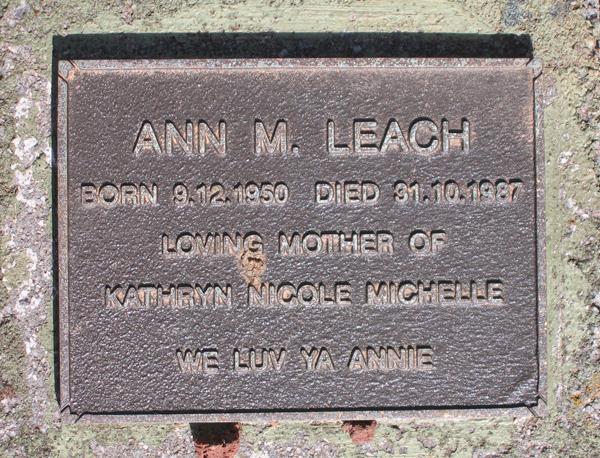 ANN M. LEACH
BORN 9.12.1950 DIED 31.10.1987
LOVING MOTHER OF
KATHRYN NICOLE MICHELLE
WE LUV YA ANNIE